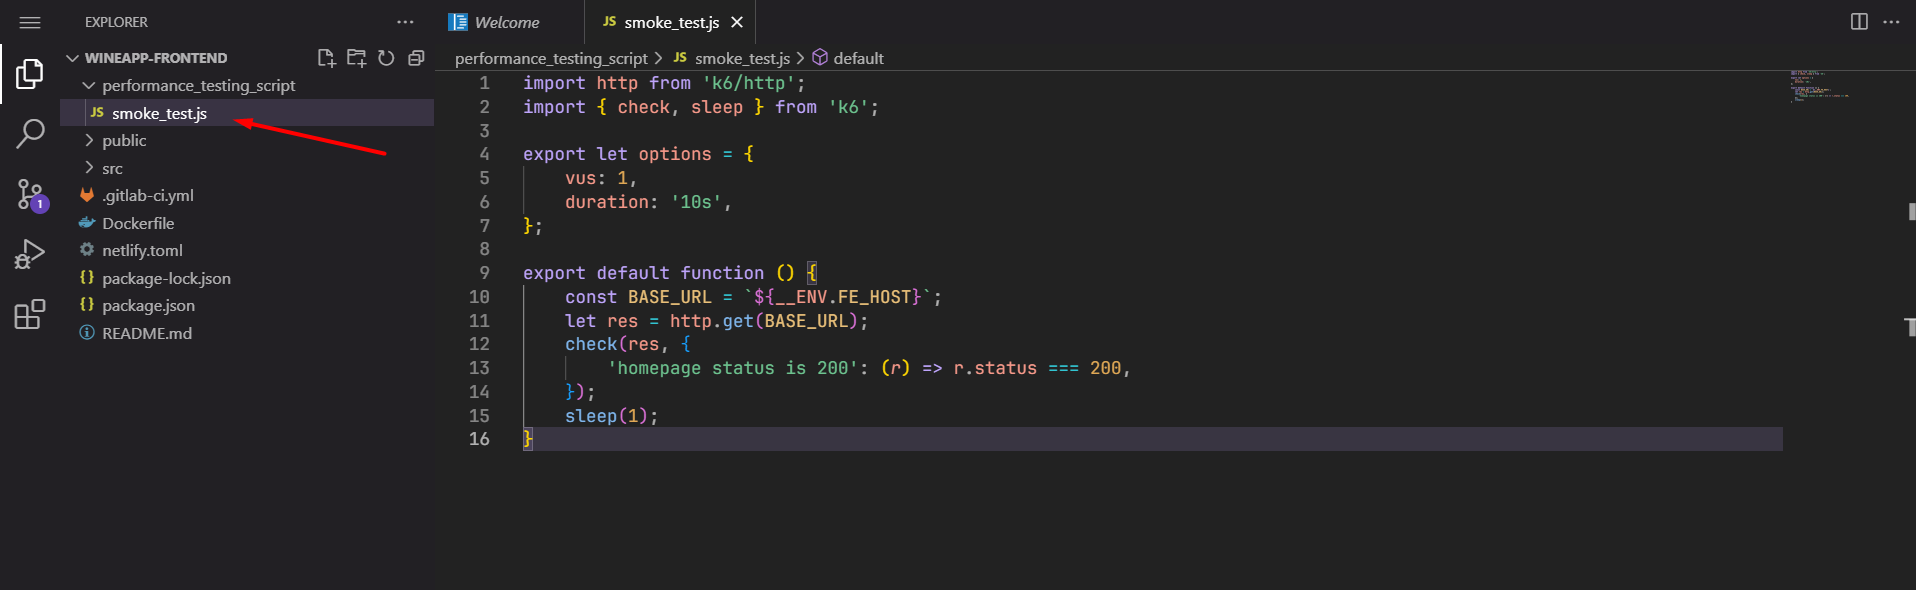 EXPLORER
WINEAPP-FRONTEND
performance_testing_script
JS smoke_test.js
public
src
.gitlab-ci.yml
Dockerfile
netlify.toml
{} package-lock.json
{} package.json
README.md
1
Welcome
JS smoke_test.js
performance_testing_script > JS smoke_test.js > default
1 import http from 'k6/http';
2 import { check, sleep } from 'k6';
3
4 export let options = {
5     vus: 1,
6     duration: '10s',
7 };
8
9 export default function () {
10     const BASE_URL = `${__ENV.FE_HOST}`;
11     let res = http.get(BASE_URL);
12     check(res, {
13         'homepage status is 200': (r) => r.status === 200,
14     });
15     sleep(1);
16 }